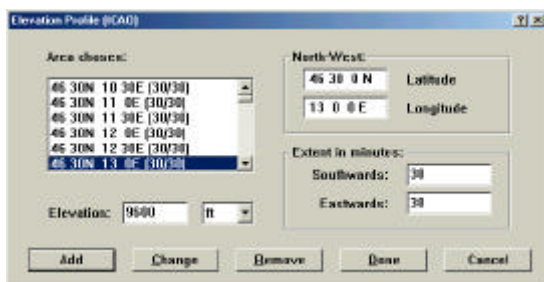 Elevation Profile (ICAO)
Area chosen:
46 30N 10 30E (30/30)
46 30N 11 0E (30/30)
46 30N 11 30E (30/30)
46 30N 12 0E (30/30)
46 30N 12 30E (30/30)
46 30N 13 0E (30/30)
Elevation: 9600 ft
North-West:
46 30 0 N Latitude
13 0 0 E Longitude
Extent in minutes:
Southwards: 30
Eastwards: 30
Add Change Remove Done Cancel